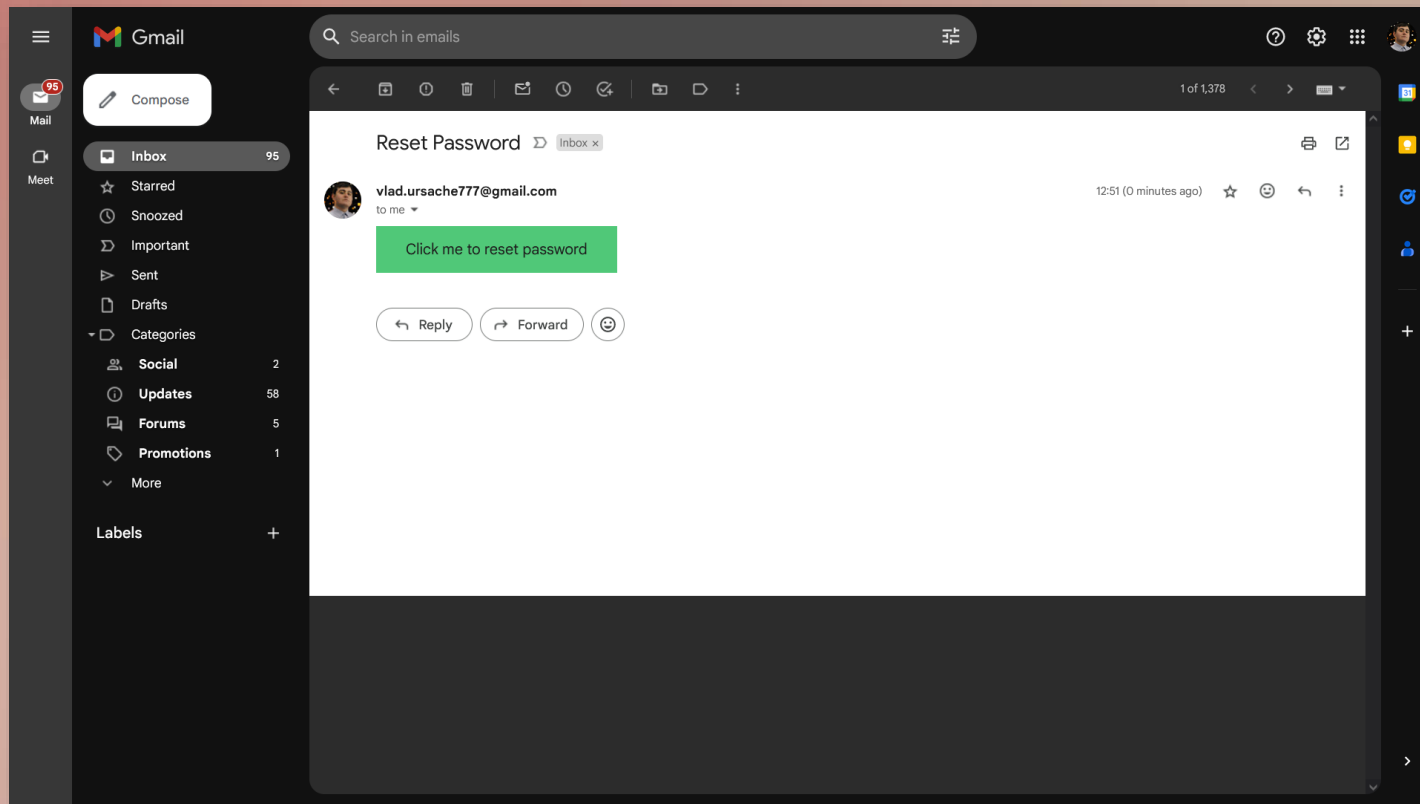 Gmail
Search in emails
95
Mail
Meet
Compose
Inbox 95
Starred
Snoozed
Important
Sent
Drafts
Categories
Social 2
Updates 58
Forums 5
Promotions 1
More
Labels
1 of 1,378
31
Reset Password Inbox ×
vlad.ursache777@gmail.com
12:51 (0 minutes ago)
to me
Click me to reset password
Reply Forward